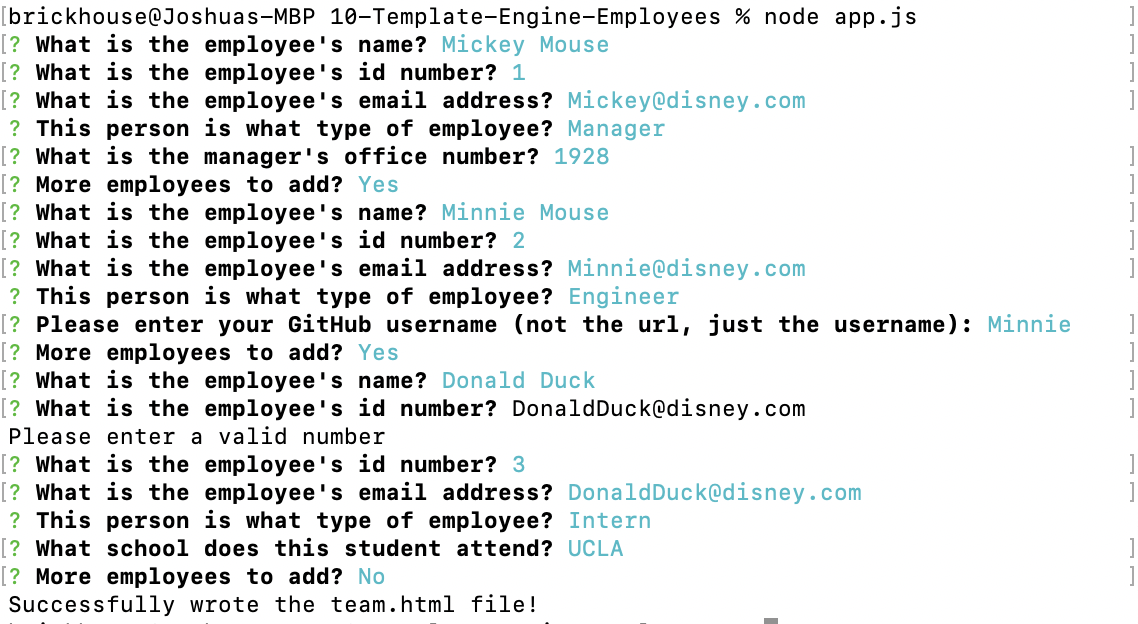 [brickhouse@Joshuas-MBP 10-Template-Engine-Employees % node app.js ]
[? What is the employee's name? Mickey Mouse ]
[? What is the employee's id number? 1 ]
[? What is the employee's email address? Mickey@disney.com ]
? This person is what type of employee? Manager
[? What is the manager's office number? 1928 ]
[? More employees to add? Yes ]
[? What is the employee's name? Minnie Mouse ]
[? What is the employee's id number? 2 ]
[? What is the employee's email address? Minnie@disney.com ]
? This person is what type of employee? Engineer
[? Please enter your GitHub username (not the url, just the username): Minnie ]
[? More employees to add? Yes ]
[? What is the employee's name? Donald Duck ]
[? What is the employee's id number? DonaldDuck@disney.com ]
Please enter a valid number
[? What is the employee's id number? 3 ]
[? What is the employee's email address? DonaldDuck@disney.com ]
? This person is what type of employee? Intern
[? What school does this student attend? UCLA ]
[? More employees to add? No ]
Successfully wrote the team.html file!